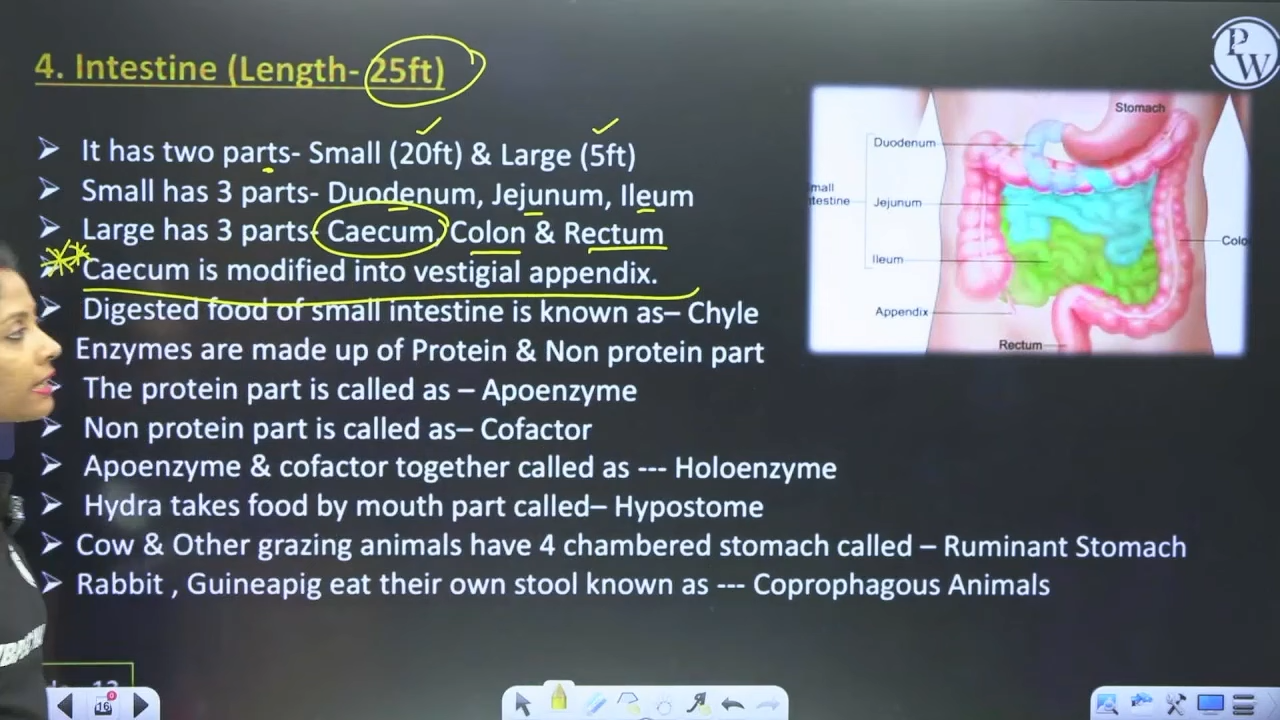 4. Intestine (Length- 25ft)
PW
It has two parts- Small (20ft) & Large (5ft)
Small has 3 parts- Duodenum, Jejunum, Ileum
Large has 3 parts- Caecum, Colon & Rectum
Caecum is modified into vestigial appendix.
Digested food of small intestine is known as– Chyle
Enzymes are made up of Protein & Non protein part
The protein part is called as – Apoenzyme
Non protein part is called as– Cofactor
Apoenzyme & cofactor together called as --- Holoenzyme
Hydra takes food by mouth part called– Hypostome
Cow & Other grazing animals have 4 chambered stomach called – Ruminant Stomach
Rabbit , Guineapig eat their own stool known as --- Coprophagous Animals
Stomach
Duodenum
mall
testine
Jejunum
Colo
Ileum
Appendix
Rectum
16